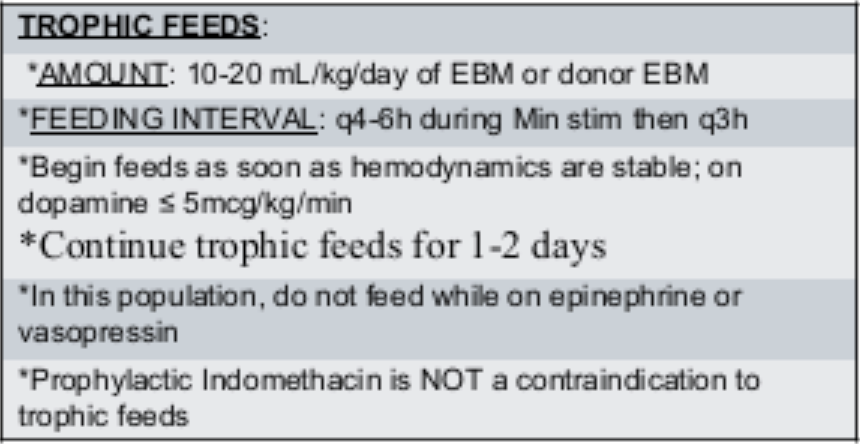 TROPHIC FEEDS:
*AMOUNT: 10-20 mL/kg/day of EBM or donor EBM
*FEEDING INTERVAL: q4-6h during Min stim then q3h
*Begin feeds as soon as hemodynamics are stable; on
dopamine ≤ 5mcg/kg/min
*Continue trophic feeds for 1-2 days
*In this population, do not feed while on epinephrine or
vasopressin
*Prophylactic Indomethacin is NOT a contraindication to
trophic feeds